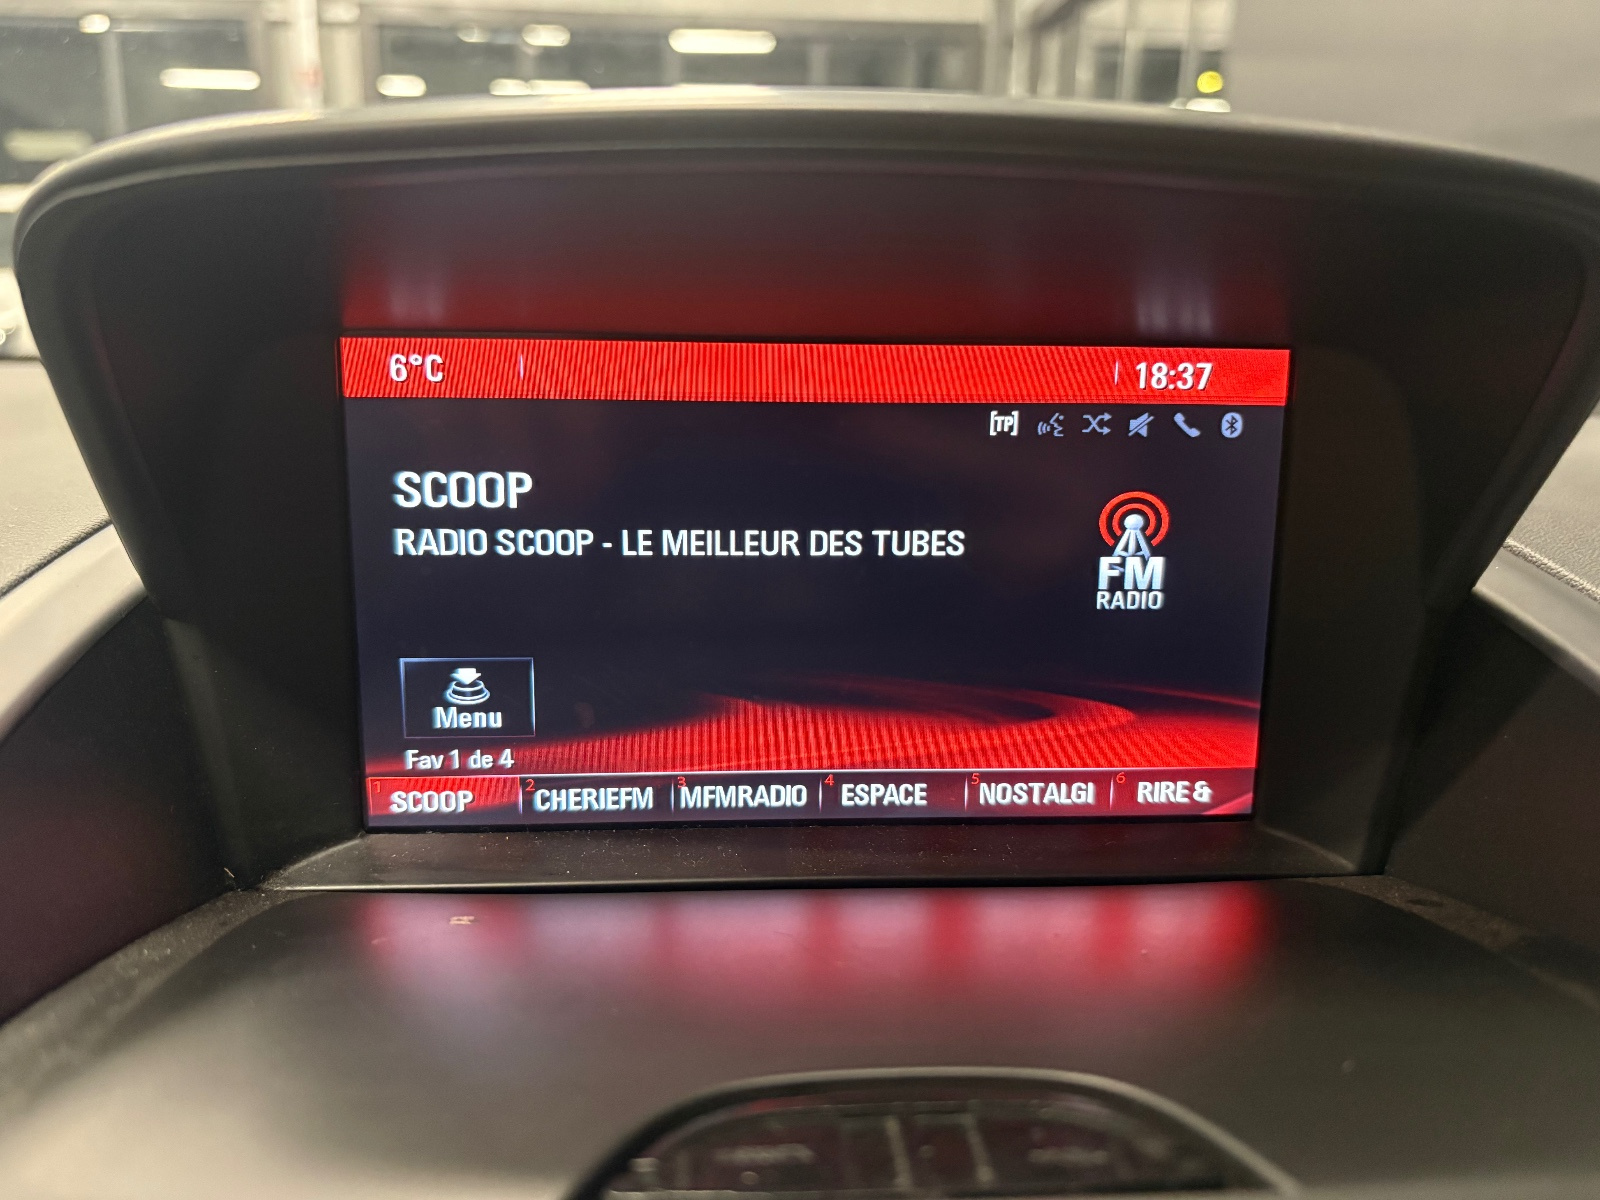 6°C
18:37
[TP]
SCOOP
RADIO SCOOP - LE MEILLEUR DES TUBES
FM
RADIO
Menu
Fav 1 de 4
1 SCOOP
2 CHERIEFM
3 MFMRADIO
4 ESPACE
5 NOSTALGI
6 RIRE &